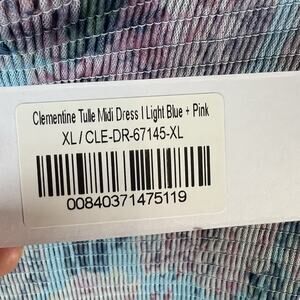 Clementine Tulle Midi Dress | Light Blue + Pink
XL / CLE-DR-67145-XL
00840371475119